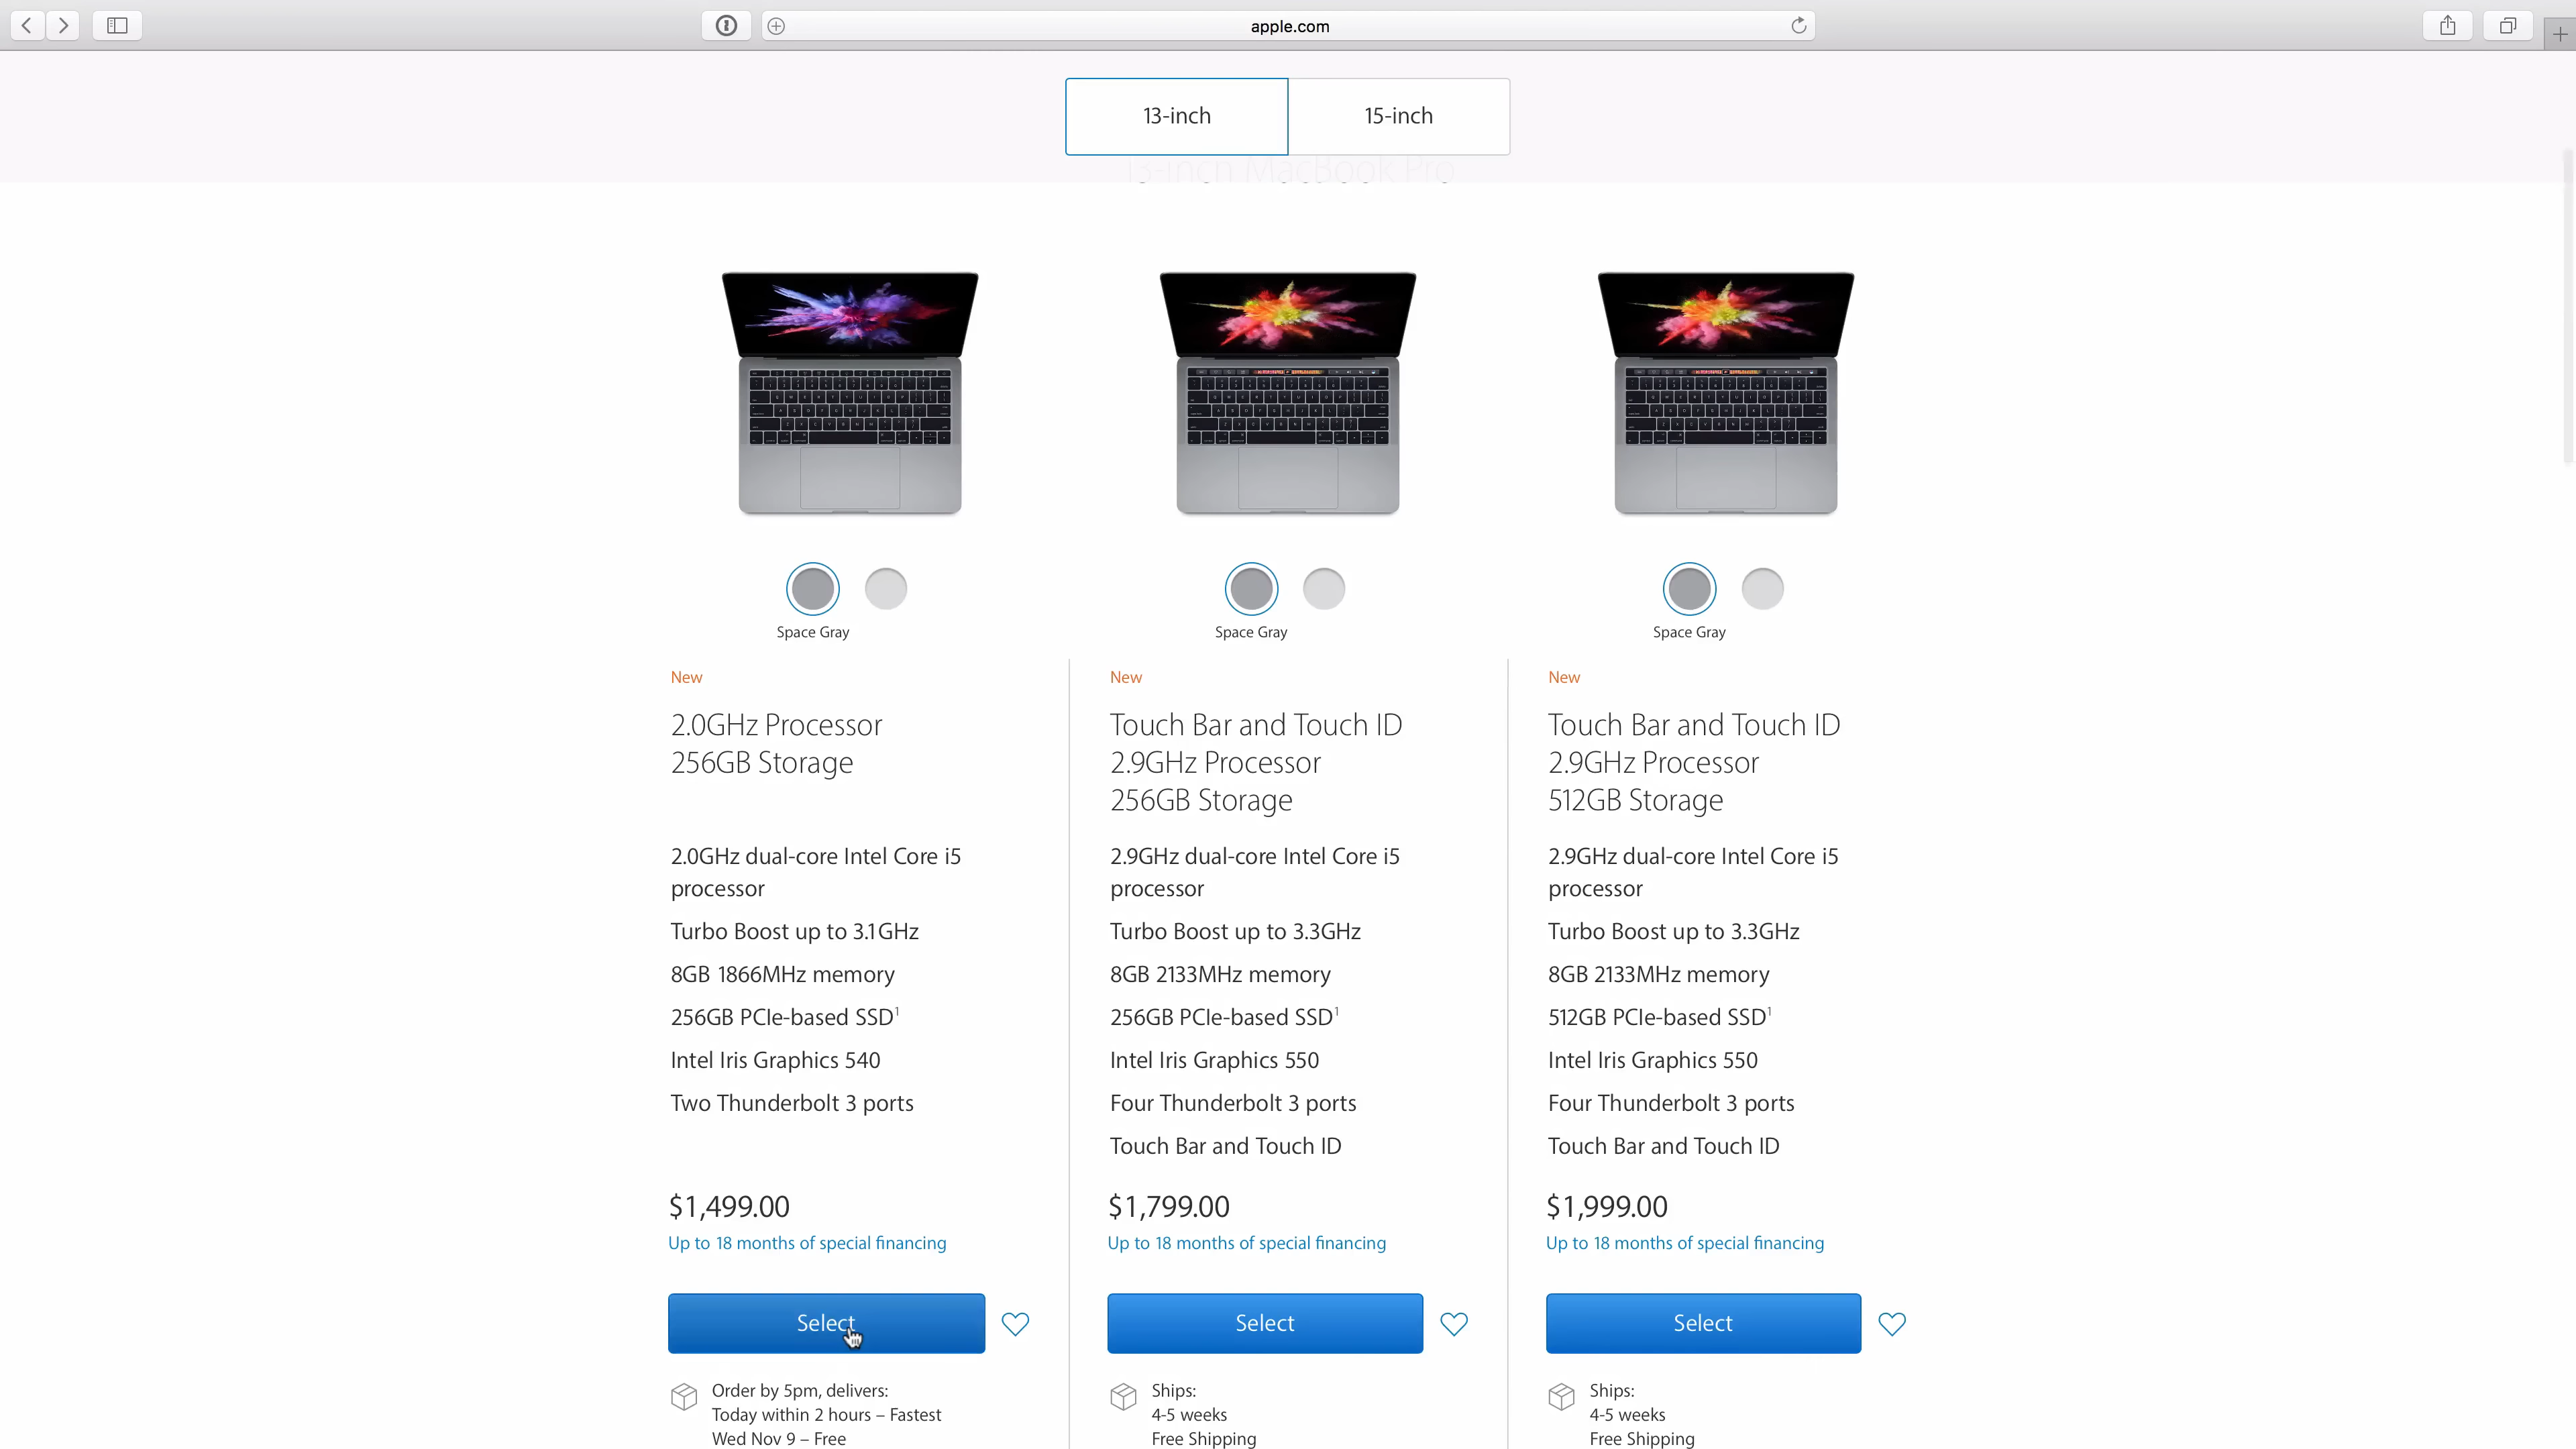 apple.com
13-inch
15-inch
13-inch MacBook Pro
Space Gray
Space Gray
Space Gray
New
2.0GHz Processor
256GB Storage
2.0GHz dual-core Intel Core i5
processor
Turbo Boost up to 3.1GHz
8GB 1866MHz memory
256GB PCIe-based SSD1
Intel Iris Graphics 540
Two Thunderbolt 3 ports
$1,499.00
Up to 18 months of special financing
Select
Order by 5pm, delivers:
Today within 2 hours – Fastest
Wed Nov 9 – Free
New
Touch Bar and Touch ID
2.9GHz Processor
256GB Storage
2.9GHz dual-core Intel Core i5
processor
Turbo Boost up to 3.3GHz
8GB 2133MHz memory
256GB PCIe-based SSD1
Intel Iris Graphics 550
Four Thunderbolt 3 ports
Touch Bar and Touch ID
$1,799.00
Up to 18 months of special financing
Select
Ships:
4-5 weeks
Free Shipping
New
Touch Bar and Touch ID
2.9GHz Processor
512GB Storage
2.9GHz dual-core Intel Core i5
processor
Turbo Boost up to 3.3GHz
8GB 2133MHz memory
512GB PCIe-based SSD1
Intel Iris Graphics 550
Four Thunderbolt 3 ports
Touch Bar and Touch ID
$1,999.00
Up to 18 months of special financing
Select
Ships:
4-5 weeks
Free Shipping